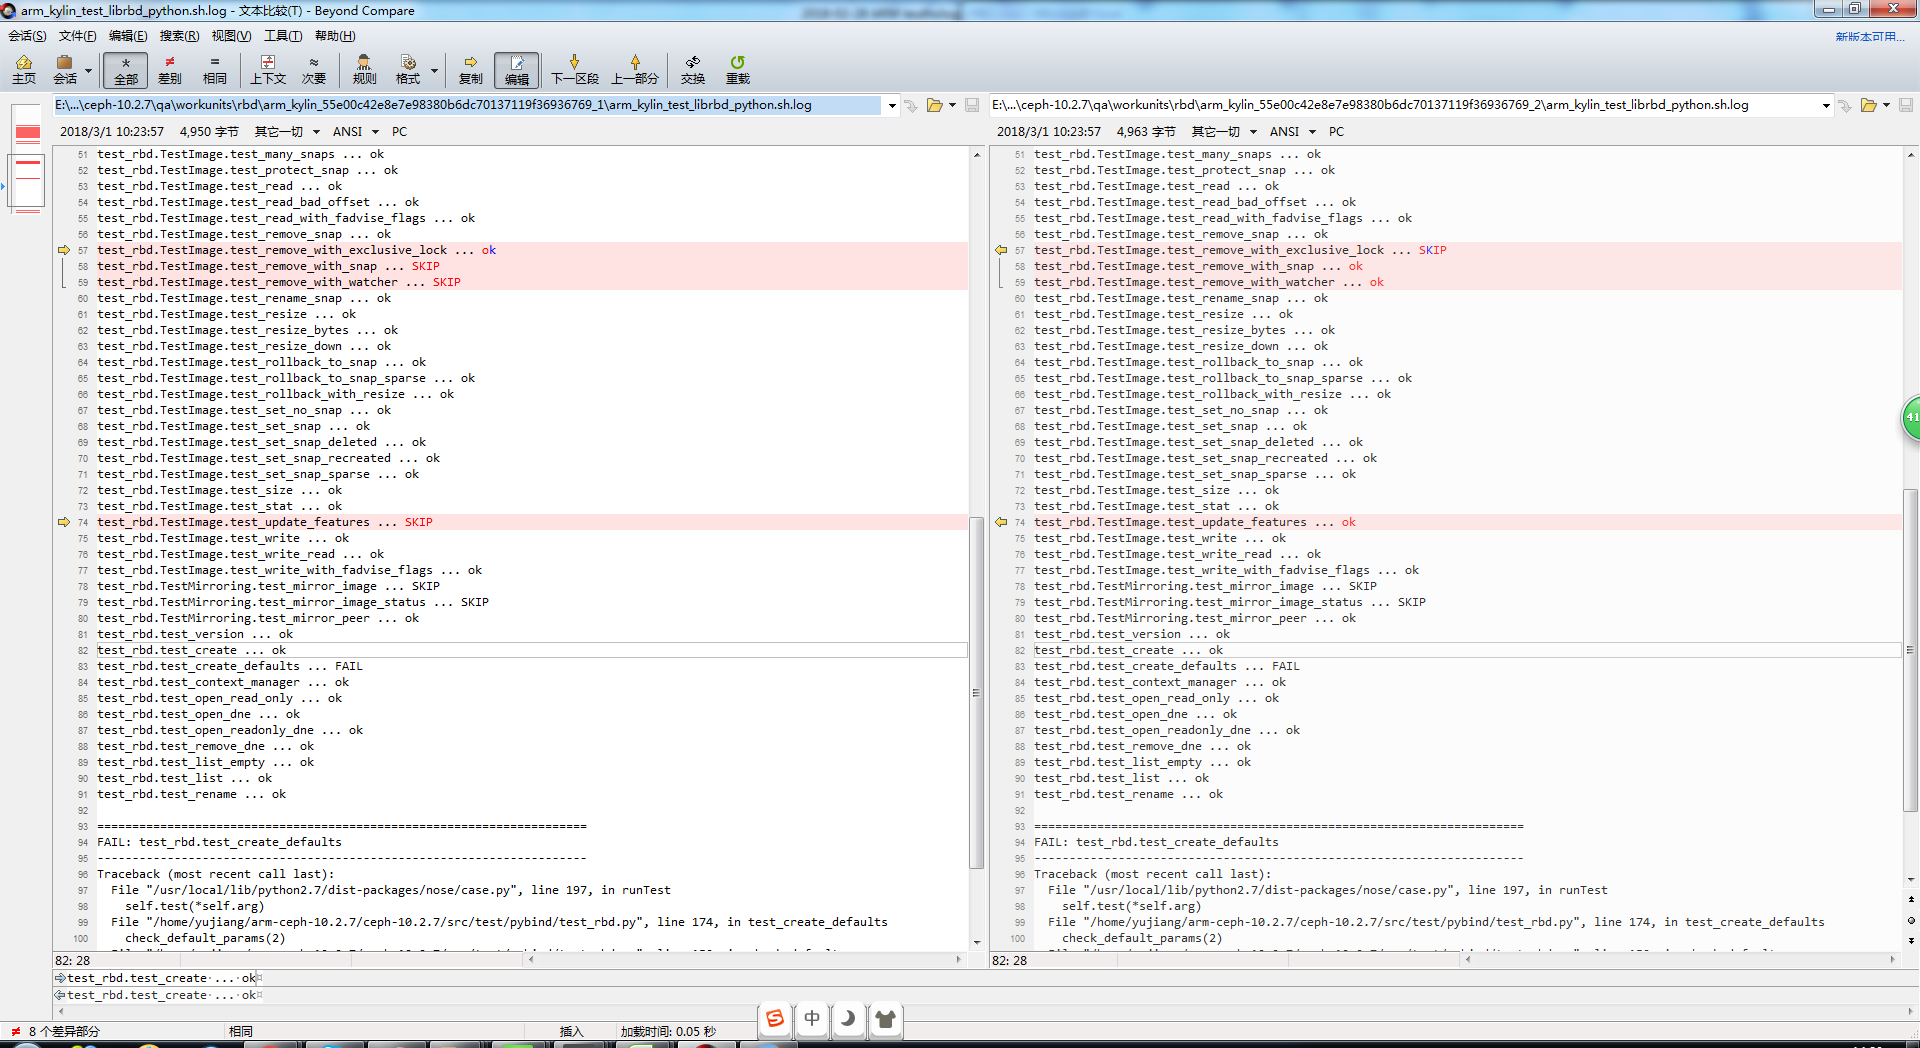 arm_kylin_test_librbd_python.sh.log - 文本比较(T) - Beyond Compare
会话(S) 文件(F) 编辑(E) 搜索(R) 视图(V) 工具(T) 帮助(H)
新版本可用...
主页 会话 全部 差别 相同 上下文 次要 规则 格式 复制 编辑 下一区段 上一部分 交换 重载
E:\...\ceph-10.2.7\qa\workunits\rbd\arm_kylin_55e00c42e8e7e98380b6dc70137119f36936769_1\arm_kylin_test_librbd_python.sh.log
2018/3/1 10:23:57 4,950 字节 其它一切 ANSI PC
51 test_rbd.TestImage.test_many_snaps ... ok
52 test_rbd.TestImage.test_protect_snap ... ok
53 test_rbd.TestImage.test_read ... ok
54 test_rbd.TestImage.test_read_bad_offset ... ok
55 test_rbd.TestImage.test_read_with_fadvise_flags ... ok
56 test_rbd.TestImage.test_remove_snap ... ok
57 test_rbd.TestImage.test_remove_with_exclusive_lock ... ok
58 test_rbd.TestImage.test_remove_with_snap ... SKIP
59 test_rbd.TestImage.test_remove_with_watcher ... SKIP
60 test_rbd.TestImage.test_rename_snap ... ok
61 test_rbd.TestImage.test_resize ... ok
62 test_rbd.TestImage.test_resize_bytes ... ok
63 test_rbd.TestImage.test_resize_down ... ok
64 test_rbd.TestImage.test_rollback_to_snap ... ok
65 test_rbd.TestImage.test_rollback_to_snap_sparse ... ok
66 test_rbd.TestImage.test_rollback_with_resize ... ok
67 test_rbd.TestImage.test_set_no_snap ... ok
68 test_rbd.TestImage.test_set_snap ... ok
69 test_rbd.TestImage.test_set_snap_deleted ... ok
70 test_rbd.TestImage.test_set_snap_recreated ... ok
71 test_rbd.TestImage.test_set_snap_sparse ... ok
72 test_rbd.TestImage.test_size ... ok
73 test_rbd.TestImage.test_stat ... ok
74 test_rbd.TestImage.test_update_features ... SKIP
75 test_rbd.TestImage.test_write ... ok
76 test_rbd.TestImage.test_write_read ... ok
77 test_rbd.TestImage.test_write_with_fadvise_flags ... ok
78 test_rbd.TestMirroring.test_mirror_image ... SKIP
79 test_rbd.TestMirroring.test_mirror_image_status ... SKIP
80 test_rbd.TestMirroring.test_mirror_peer ... ok
81 test_rbd.test_version ... ok
82 test_rbd.test_create ... ok
83 test_rbd.test_create_defaults ... FAIL
84 test_rbd.test_context_manager ... ok
85 test_rbd.test_open_read_only ... ok
86 test_rbd.test_open_dne ... ok
87 test_rbd.test_open_readonly_dne ... ok
88 test_rbd.test_remove_dne ... ok
89 test_rbd.test_list_empty ... ok
90 test_rbd.test_list ... ok
91 test_rbd.test_rename ... ok
92
93 ======================================================================
94 FAIL: test_rbd.test_create_defaults
95 ----------------------------------------------------------------------
96 Traceback (most recent call last):
97 File "/usr/local/lib/python2.7/dist-packages/nose/case.py", line 197, in runTest
98 self.test(*self.arg)
99 File "/home/yujiang/arm-ceph-10.2.7/ceph-10.2.7/src/test/pybind/test_rbd.py", line 174, in test_create_defaults
100 check_default_params(2)
82: 28
E:\...\ceph-10.2.7\qa\workunits\rbd\arm_kylin_55e00c42e8e7e98380b6dc70137119f36936769_2\arm_kylin_test_librbd_python.sh.log
2018/3/1 10:23:57 4,963 字节 其它一切 ANSI PC
51 test_rbd.TestImage.test_many_snaps ... ok
52 test_rbd.TestImage.test_protect_snap ... ok
53 test_rbd.TestImage.test_read ... ok
54 test_rbd.TestImage.test_read_bad_offset ... ok
55 test_rbd.TestImage.test_read_with_fadvise_flags ... ok
56 test_rbd.TestImage.test_remove_snap ... ok
57 test_rbd.TestImage.test_remove_with_exclusive_lock ... SKIP
58 test_rbd.TestImage.test_remove_with_snap ... ok
59 test_rbd.TestImage.test_remove_with_watcher ... ok
60 test_rbd.TestImage.test_rename_snap ... ok
61 test_rbd.TestImage.test_resize ... ok
62 test_rbd.TestImage.test_resize_bytes ... ok
63 test_rbd.TestImage.test_resize_down ... ok
64 test_rbd.TestImage.test_rollback_to_snap ... ok
65 test_rbd.TestImage.test_rollback_to_snap_sparse ... ok
66 test_rbd.TestImage.test_rollback_with_resize ... ok
67 test_rbd.TestImage.test_set_no_snap ... ok
68 test_rbd.TestImage.test_set_snap ... ok
69 test_rbd.TestImage.test_set_snap_deleted ... ok
70 test_rbd.TestImage.test_set_snap_recreated ... ok
71 test_rbd.TestImage.test_set_snap_sparse ... ok
72 test_rbd.TestImage.test_size ... ok
73 test_rbd.TestImage.test_stat ... ok
74 test_rbd.TestImage.test_update_features ... ok
75 test_rbd.TestImage.test_write ... ok
76 test_rbd.TestImage.test_write_read ... ok
77 test_rbd.TestImage.test_write_with_fadvise_flags ... ok
78 test_rbd.TestMirroring.test_mirror_image ... SKIP
79 test_rbd.TestMirroring.test_mirror_image_status ... SKIP
80 test_rbd.TestMirroring.test_mirror_peer ... ok
81 test_rbd.test_version ... ok
82 test_rbd.test_create ... ok
83 test_rbd.test_create_defaults ... FAIL
84 test_rbd.test_context_manager ... ok
85 test_rbd.test_open_read_only ... ok
86 test_rbd.test_open_dne ... ok
87 test_rbd.test_open_readonly_dne ... ok
88 test_rbd.test_remove_dne ... ok
89 test_rbd.test_list_empty ... ok
90 test_rbd.test_list ... ok
91 test_rbd.test_rename ... ok
92
93 ======================================================================
94 FAIL: test_rbd.test_create_defaults
95 ----------------------------------------------------------------------
96 Traceback (most recent call last):
97 File "/usr/local/lib/python2.7/dist-packages/nose/case.py", line 197, in runTest
98 self.test(*self.arg)
99 File "/home/yujiang/arm-ceph-10.2.7/ceph-10.2.7/src/test/pybind/test_rbd.py", line 174, in test_create_defaults
100 check_default_params(2)
82: 28
41
test_rbd.test_create ... ok¤
test_rbd.test_create ... ok¤
≠ 8 个差异部分 相同 插入 加载时间: 0.05 秒
S 中